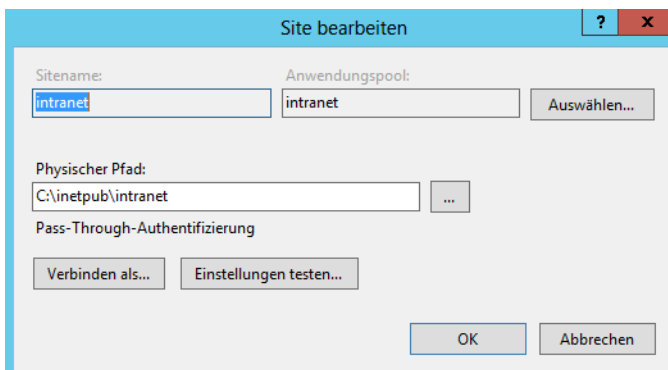 Site bearbeiten
? x
Sitename: Anwendungspool:
intranet intranet Auswählen...
Physischer Pfad:
C:\inetpub\intranet ...
Pass-Through-Authentifizierung
Verbinden als... Einstellungen testen...
OK Abbrechen